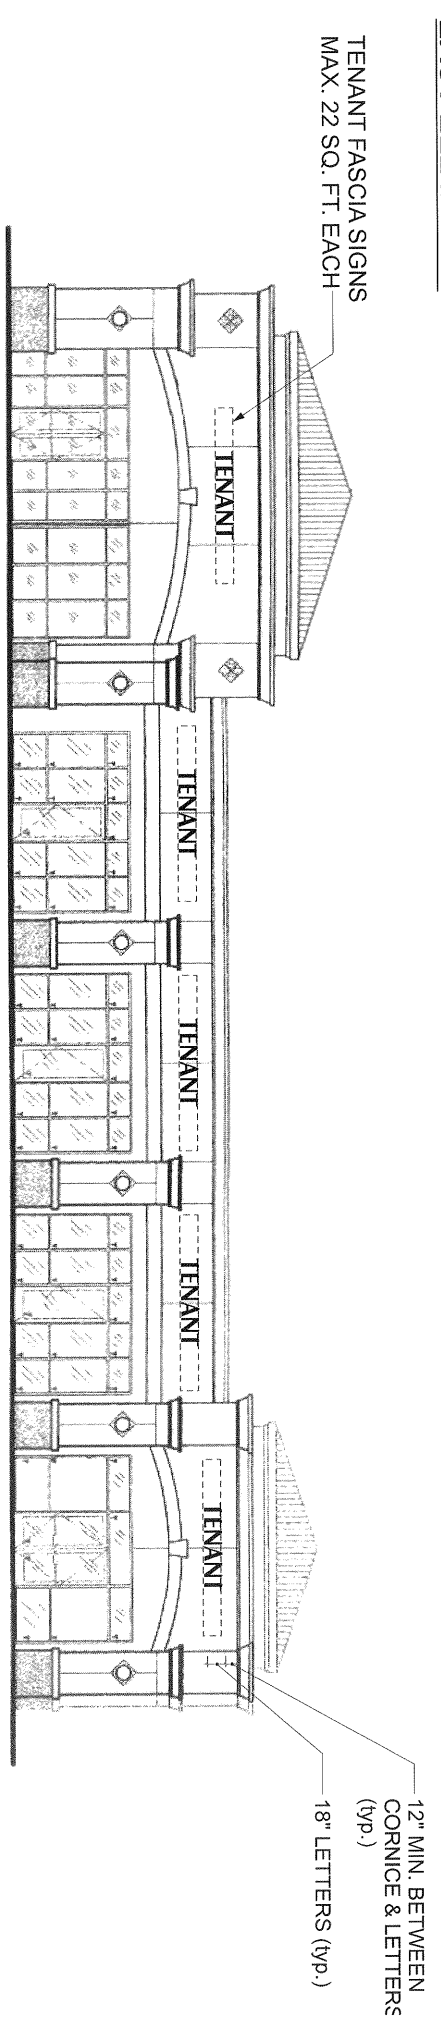 TENANT FASCIA SIGNS
MAX. 22 SQ. FT. EACH
TENANT
TENANT
TENANT
TENANT
TENANT
12" MIN. BETWEEN
CORNICE & LETTERS
(typ.)
18" LETTERS (typ.)